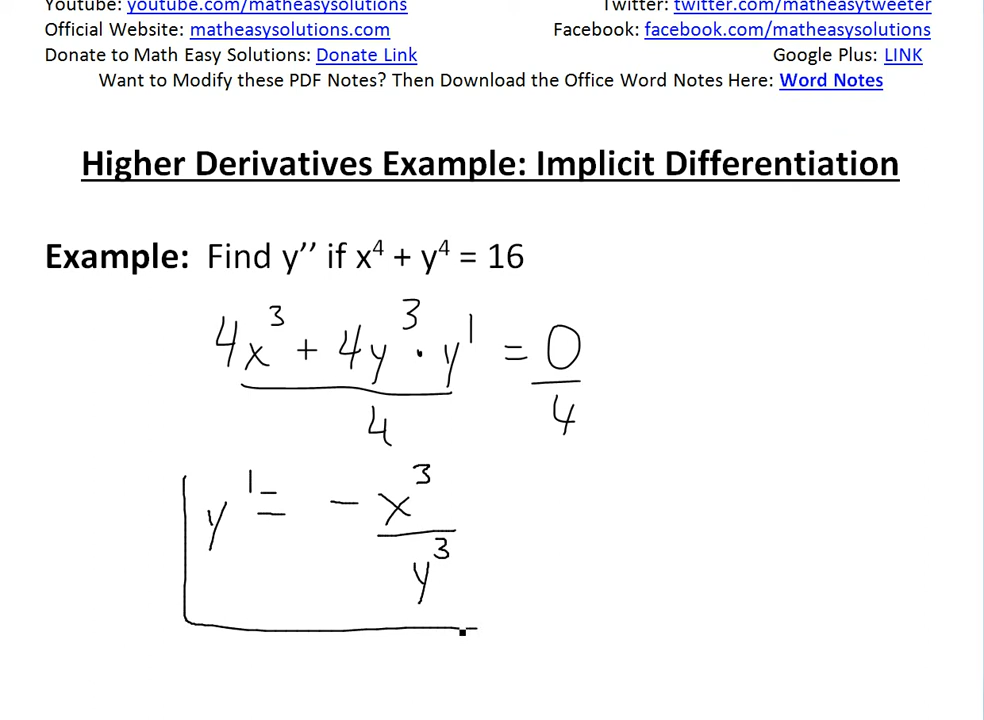 Youtube: youtube.com/matheasysolutions Twitter: twitter.com/matheasytweeter
Official Website: matheasysolutions.com Facebook: facebook.com/matheasysolutions
Donate to Math Easy Solutions: Donate Link Google Plus: LINK
Want to Modify these PDF Notes? Then Download the Office Word Notes Here: Word Notes
Higher Derivatives Example: Implicit Differentiation
Example: Find y’’ if x⁴ + y⁴ = 16
4x³ + 4y³ · y' = 0
4 4
y' = - x³
y³